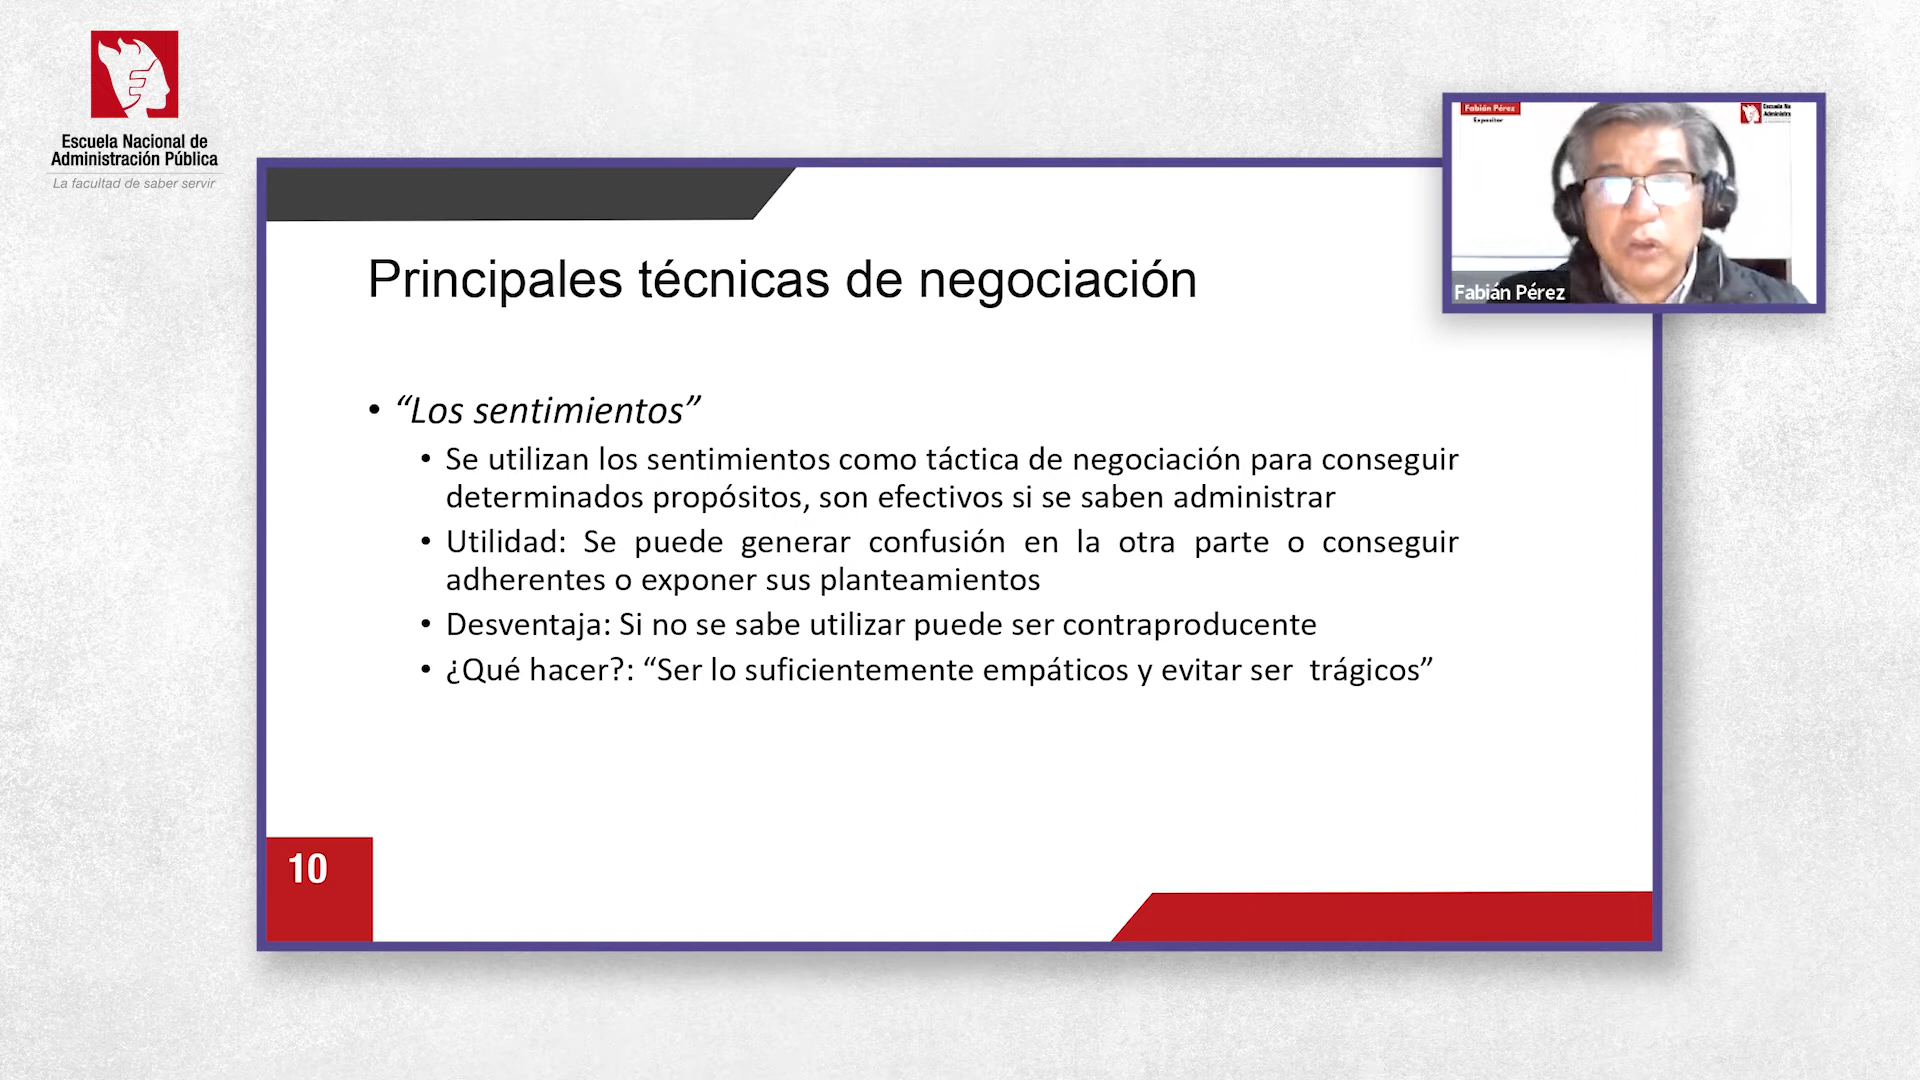 Escuela Nacional de
Administración Pública
La facultad de saber servir
Fabián Pérez
Expositor
Fabián Pérez
Principales técnicas de negociación
• “Los sentimientos”
• Se utilizan los sentimientos como táctica de negociación para conseguir
determinados propósitos, son efectivos si se saben administrar
• Utilidad: Se puede generar confusión en la otra parte o conseguir
adherentes o exponer sus planteamientos
• Desventaja: Si no se sabe utilizar puede ser contraproducente
• ¿Qué hacer?: “Ser lo suficientemente empáticos y evitar ser  trágicos”
10